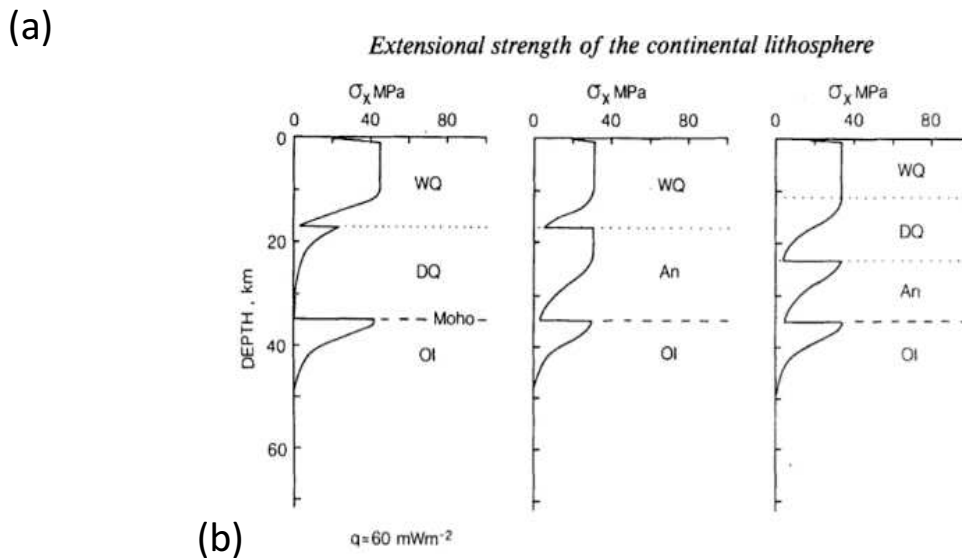 (a)
Extensional strength of the continental lithosphere
σx MPa σx MPa σx MPa
0 40 80 0 40 80 0 40 80
0
WQ WQ WQ
20
DQ An DQ
An
Moho
40
Ol Ol Ol
60
DEPTH, km
(b)
q=60 mWm-2